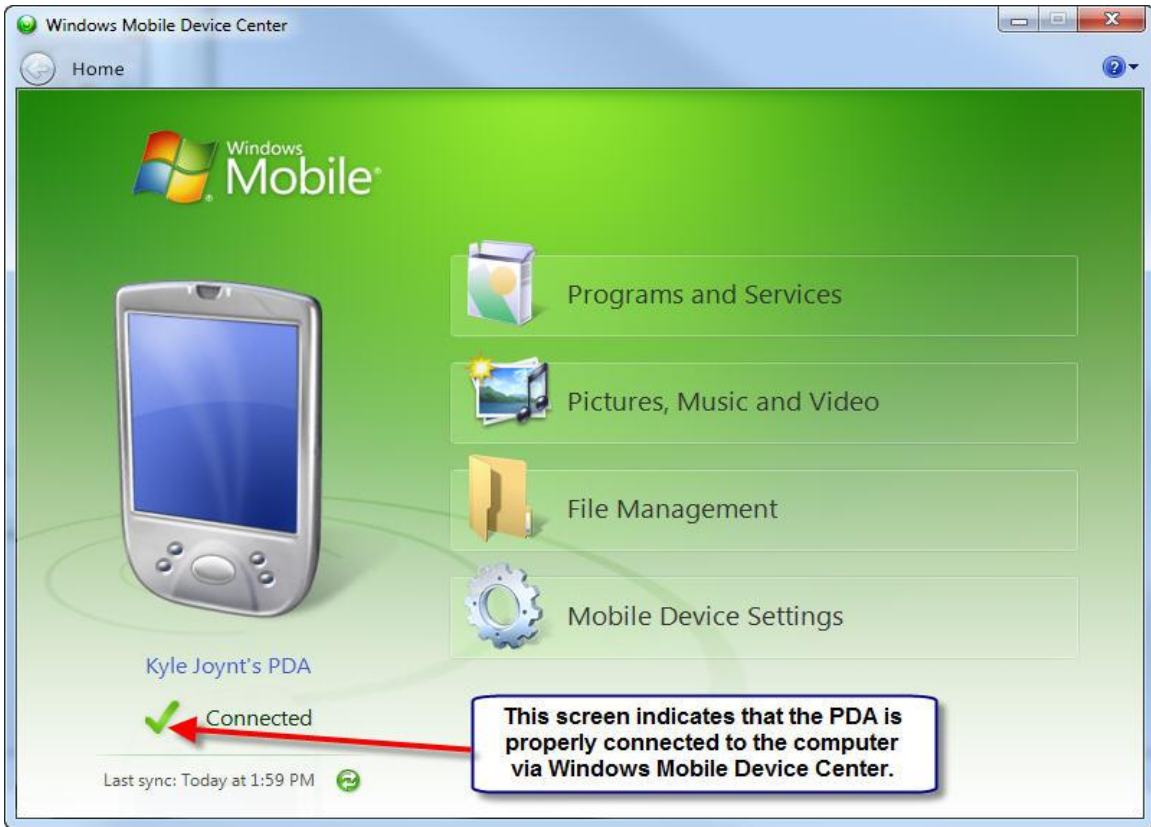 Windows Mobile Device Center
Home
Windows
Mobile®
Programs and Services
Pictures, Music and Video
File Management
Mobile Device Settings
Kyle Joynt's PDA
Connected
Last sync: Today at 1:59 PM
This screen indicates that the PDA is
properly connected to the computer
via Windows Mobile Device Center.